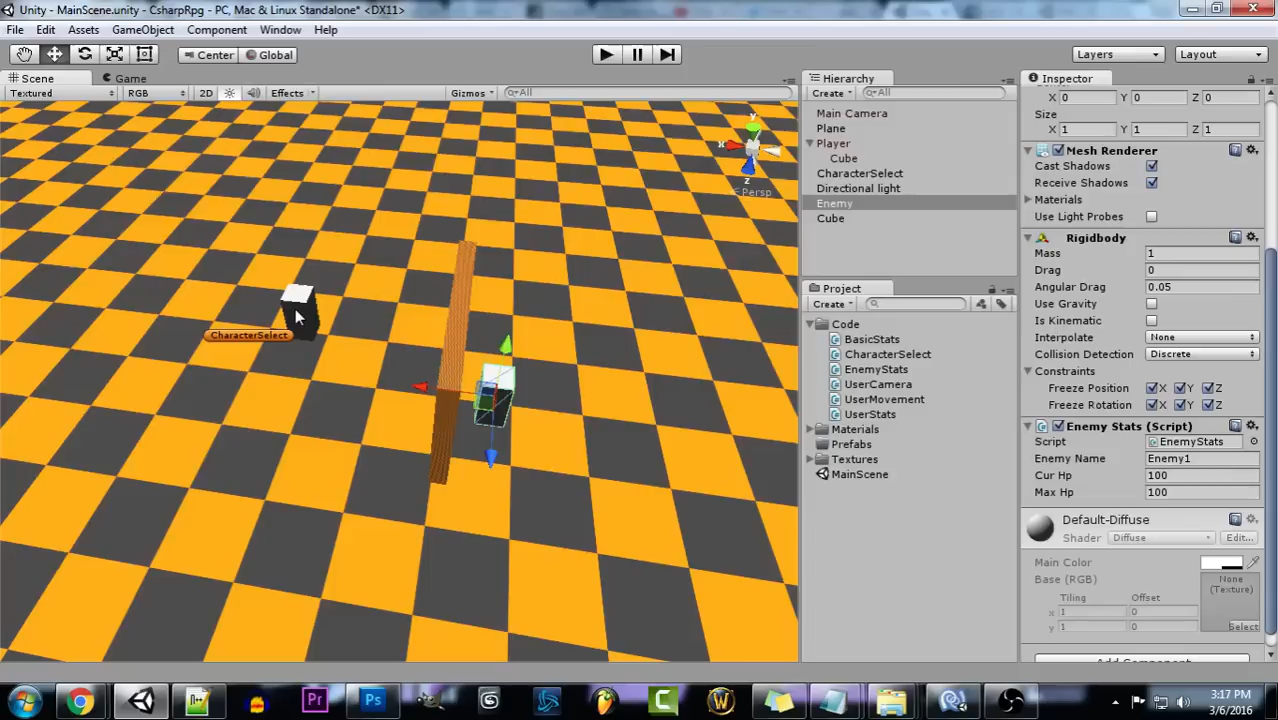 Unity - MainScene.unity - CsharpRpg - PC, Mac & Linux Standalone* <DX11>
File Edit Assets GameObject Component Window Help
Center Global
Layers Layout
Scene Game
Textured RGB 2D Effects Gizmos All
y
x
z
Persp
CharacterSelect
Hierarchy
Create All
Main Camera
Plane
Player
Cube
CharacterSelect
Directional light
Enemy
Cube
Project
Create
Code
BasicStats
CharacterSelect
EnemyStats
UserCamera
UserMovement
UserStats
Materials
Prefabs
Textures
MainScene
Inspector
X 0 Y 0 Z 0
Size
X 1 Y 1 Z 1
Mesh Renderer
Cast Shadows
Receive Shadows
Materials
Use Light Probes
Rigidbody
Mass 1
Drag 0
Angular Drag 0.05
Use Gravity
Is Kinematic
Interpolate None
Collision Detection Discrete
Constraints
Freeze Position X Y Z
Freeze Rotation X Y Z
Enemy Stats (Script)
Script EnemyStats
Enemy Name Enemy1
Cur Hp 100
Max Hp 100
Default-Diffuse
Shader Diffuse Edit...
Main Color
Base (RGB)
None
(Texture)
Tiling Offset
x 1 0
y 1 0
Select
Add Component
Pr Ps
3:17 PM
3/6/2016